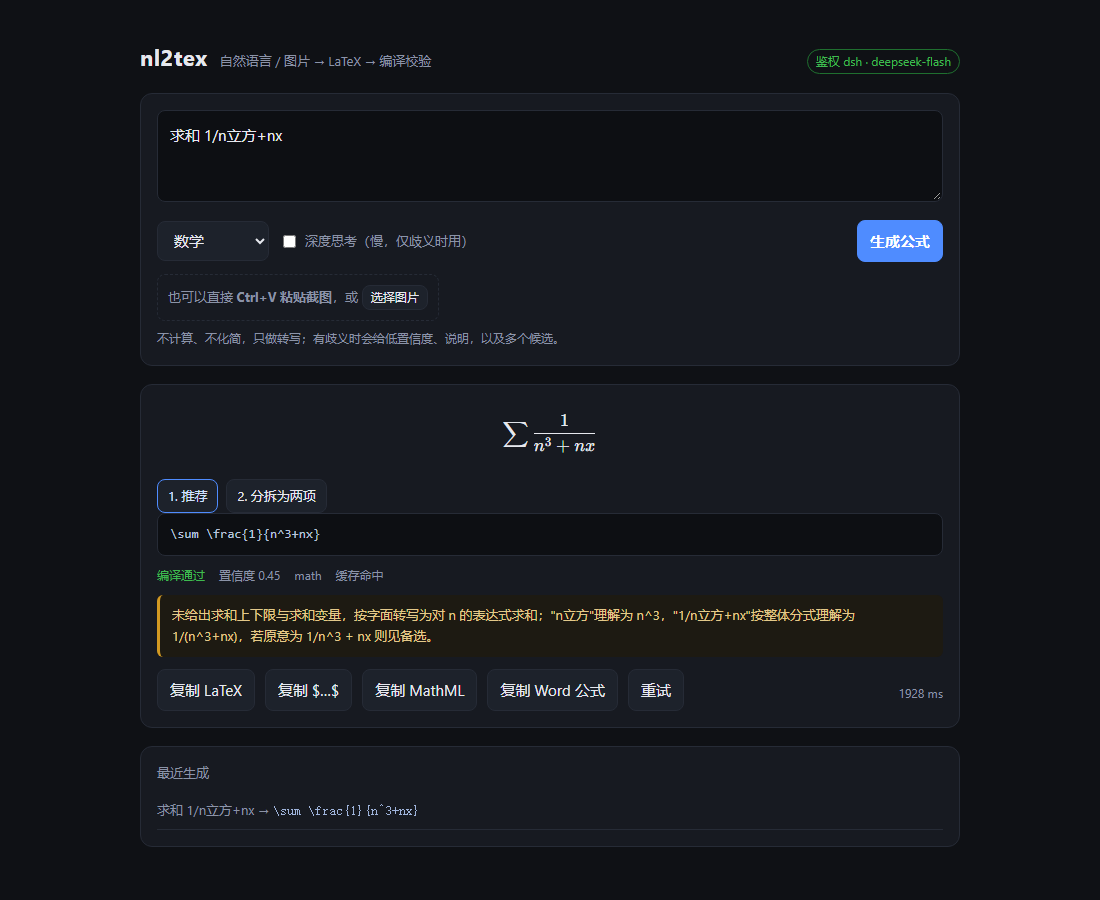 nl2tex 自然语言 / 图片 → LaTeX → 编译校验 鉴权 dsh · deepseek-flash
求和 1/n立方+nx
数学 深度思考（慢，仅歧义时用） 生成公式
也可以直接 Ctrl+V 粘贴截图，或 选择图片
不计算、不化简，只做转写；有歧义时会给低置信度、说明，以及多个候选。
∑ 1/(n³ + nx)
1. 推荐 2. 分拆为两项
\sum \frac{1}{n^3+nx}
编译通过 置信度 0.45 math 缓存命中
未给出求和上下限与求和变量，按字面转写为对 n 的表达式求和；"n立方"理解为 n^3，"1/n立方+nx"按整体分式理解为
1/(n^3+nx)，若原意为 1/n^3 + nx 则见备选。
复制 LaTeX 复制 $...$ 复制 MathML 复制 Word 公式 重试 1928 ms
最近生成
求和 1/n立方+nx → \sum \frac{1}{n^3+nx}